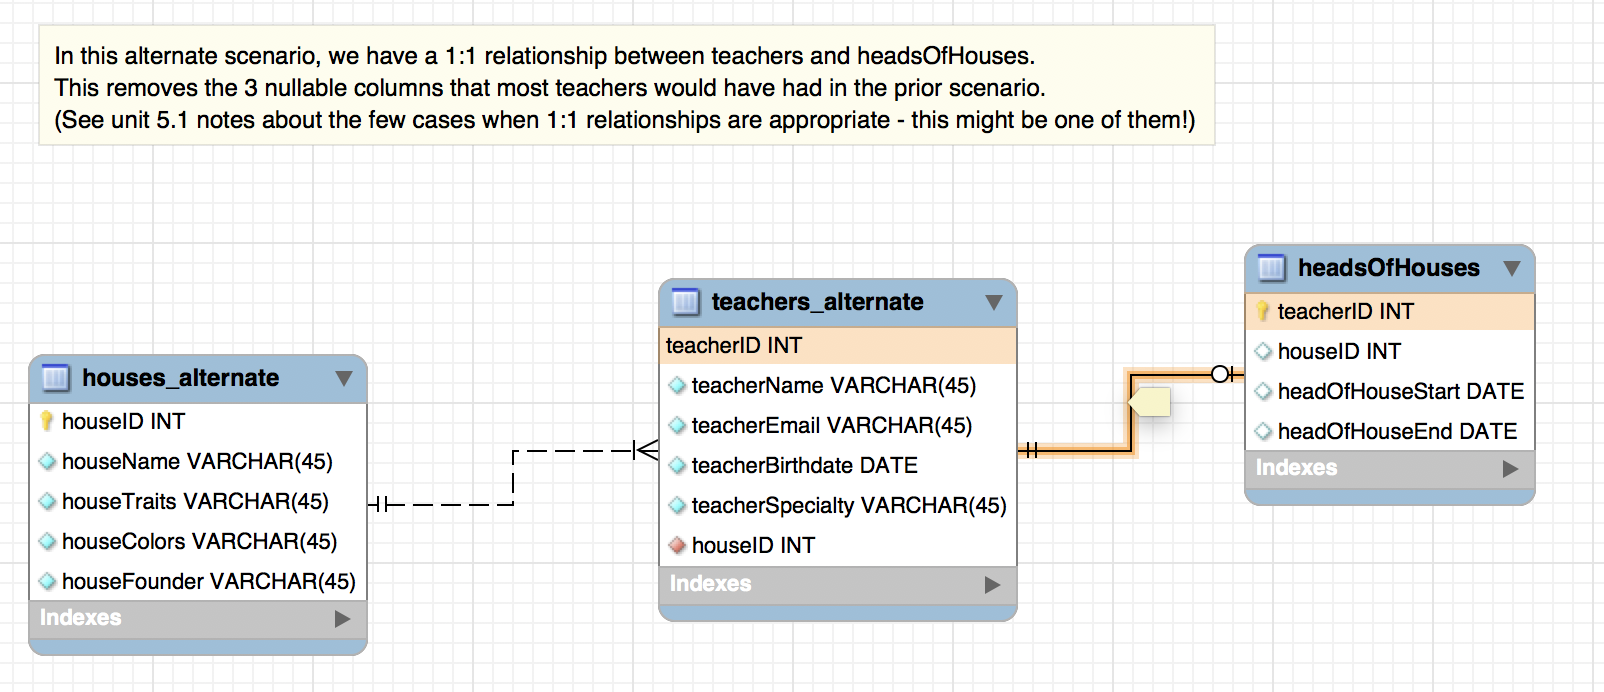 In this alternate scenario, we have a 1:1 relationship between teachers and headsOfHouses.
This removes the 3 nullable columns that most teachers would have had in the prior scenario.
(See unit 5.1 notes about the few cases when 1:1 relationships are appropriate - this might be one of them!)
houses_alternate
houseID INT
houseName VARCHAR(45)
houseTraits VARCHAR(45)
houseColors VARCHAR(45)
houseFounder VARCHAR(45)
Indexes
teachers_alternate
teacherID INT
teacherName VARCHAR(45)
teacherEmail VARCHAR(45)
teacherBirthdate DATE
teacherSpecialty VARCHAR(45)
houseID INT
Indexes
headsOfHouses
teacherID INT
houseID INT
headOfHouseStart DATE
headOfHouseEnd DATE
Indexes